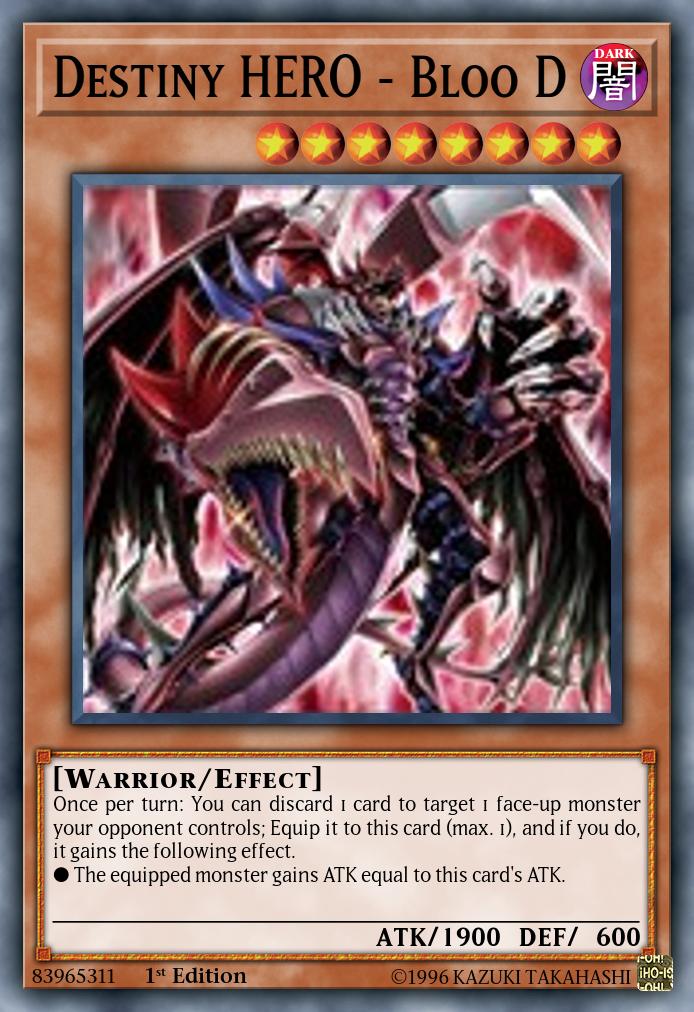 Destiny HERO - Bloo D
DARK
闇
[Warrior/Effect]
Once per turn: You can discard 1 card to target 1 face-up monster
your opponent controls; Equip it to this card (max. 1), and if you do,
it gains the following effect.
● The equipped monster gains ATK equal to this card's ATK.
ATK/1900 DEF/ 600
83965311 1st Edition ©1996 KAZUKI TAKAHASHI